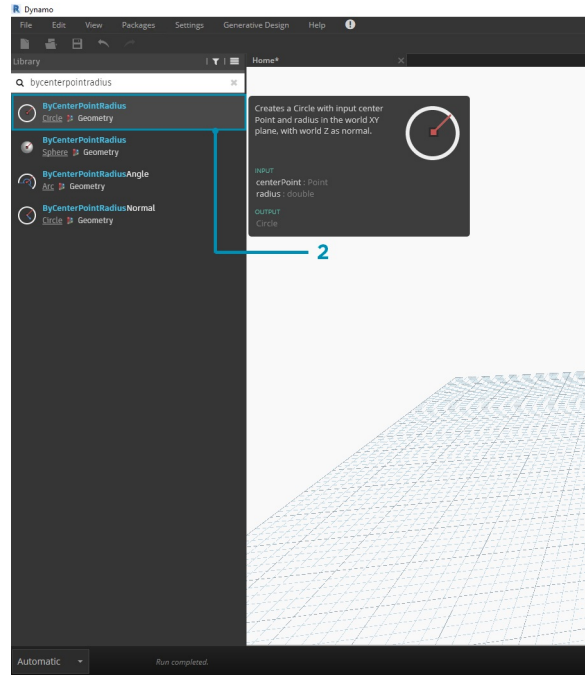 R Dynamo
File Edit View Packages Settings Generative Design Help !
Library
Home*
bycenterpointradius
ByCenterPointRadius
Circle Geometry
ByCenterPointRadius
Sphere Geometry
ByCenterPointRadiusAngle
Arc Geometry
ByCenterPointRadiusNormal
Circle Geometry
Creates a Circle with input center
Point and radius in the world XY
plane, with world Z as normal.
INPUT
centerPoint : Point
radius : double
OUTPUT
Circle
2
Automatic
Run completed.